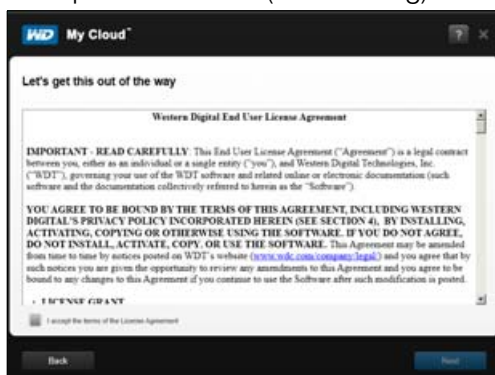 WD My Cloud™
?
×
Let's get this out of the way
Western Digital End User License Agreement
IMPORTANT - READ CAREFULLY: This End User License Agreement ("Agreement") is a legal contract
between you, either as an individual or a single entity ("you"), and Western Digital Technologies, Inc.
("WDT"), governing your use of the WDT software and related online or electronic documentation (such
software and the documentation collectively referred to herein as the "Software").
YOU AGREE TO BE BOUND BY THE TERMS OF THIS AGREEMENT, INCLUDING WESTERN
DIGITAL'S PRIVACY POLICY INCORPORATED HEREIN (SEE SECTION 4), BY INSTALLING,
ACTIVATING, COPYING OR OTHERWISE USING THE SOFTWARE. IF YOU DO NOT AGREE,
DO NOT INSTALL, ACTIVATE, COPY, OR USE THE SOFTWARE. This Agreement may be amended
from time to time by notices posted on WDT's website (www.wdc.com/company/legal/) and you agree that by
such notices you are given the opportunity to review any amendments to this Agreement and you agree to be
bound to any changes to this Agreement if you continue to use the Software after such modification is posted.
• LICENSE GRANT
I accept the terms of the License Agreement
Back
Next